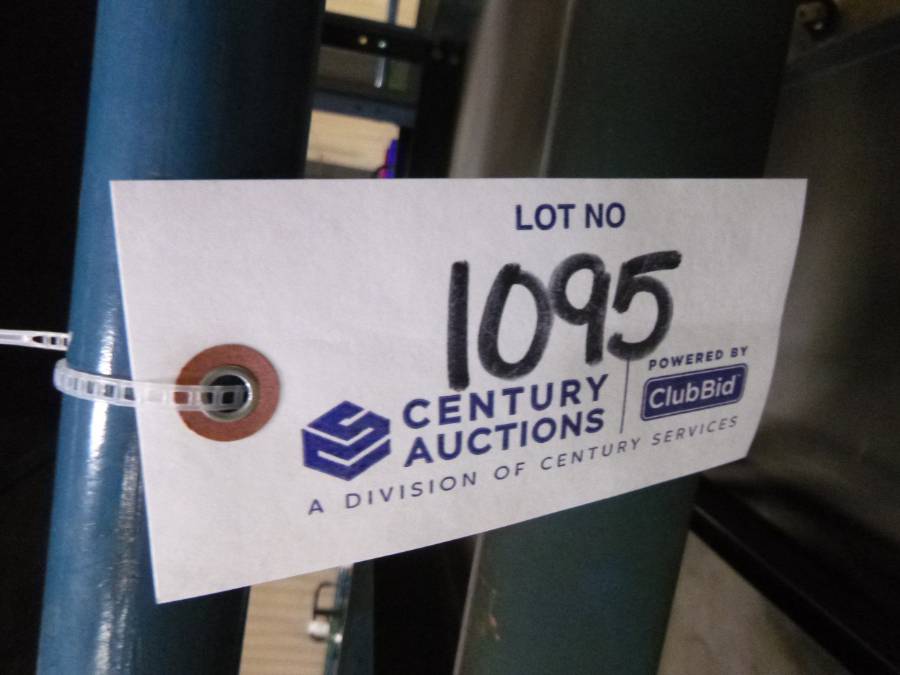 LOT NO
1095
CENTURY
AUCTIONS
POWERED BY
ClubBid
A DIVISION OF CENTURY SERVICES